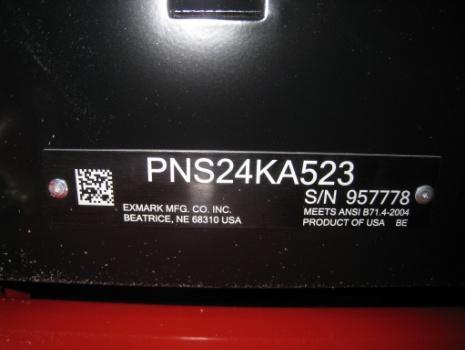 PNS24KA523
S/N 957778
EXMARK MFG. CO. INC.
BEATRICE, NE 68310 USA
MEETS ANSI B71.4-2004
PRODUCT OF USA BE